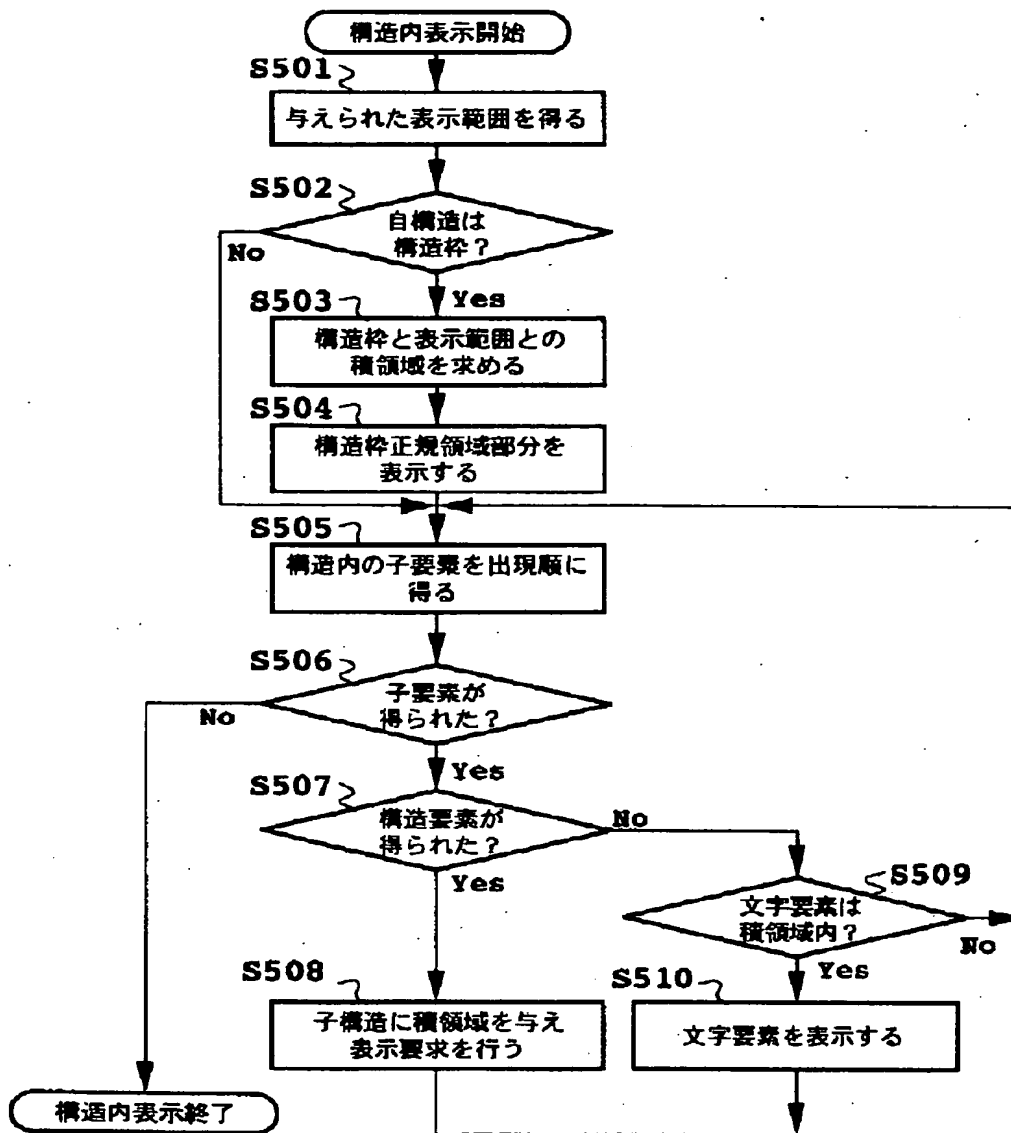 構造内表示開始
S501
与えられた表示範囲を得る
S502
自構造は
構造枠？
No
Yes
S503
構造枠と表示範囲との
積領域を求める
S504
構造枠正規領域部分を
表示する
S505
構造内の子要素を出現順に
得る
S506
子要素が
得られた？
No
Yes
S507
構造要素が
得られた？
No
Yes
S509
文字要素は
積領域内？
No
Yes
S508
子構造に積領域を与え
表示要求を行う
S510
文字要素を表示する
構造内表示終了